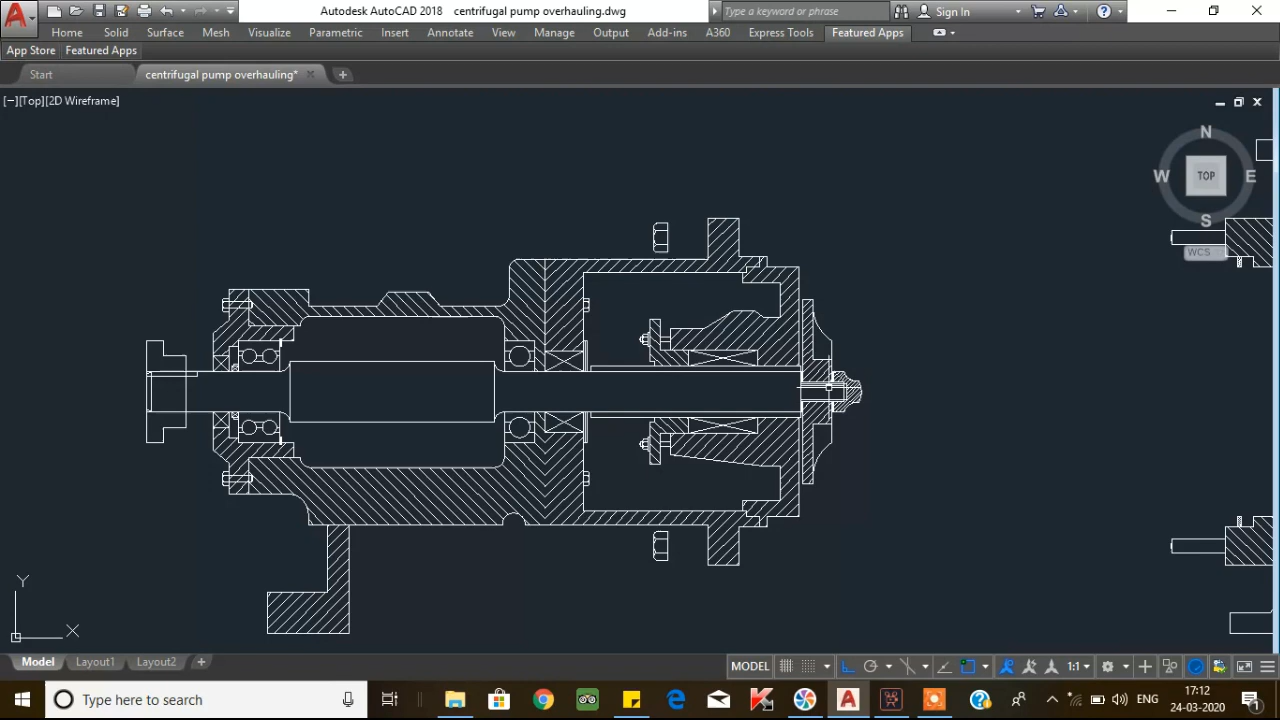 Autodesk AutoCAD 2018 centrifugal pump overhauling.dwg
Type a keyword or phrase
Sign In
Home Solid Surface Mesh Visualize Parametric Insert Annotate View Manage Output Add-ins A360 Express Tools Featured Apps
App Store Featured Apps
Start centrifugal pump overhauling*
[−][Top][2D Wireframe]
N
W TOP E
S
WCS
Y
X
Model Layout1 Layout2
MODEL 1:1
Type here to search
ENG
17:12
24-03-2020